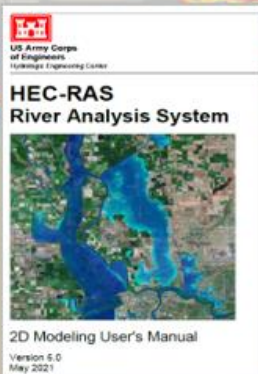 US Army Corps
of Engineers
Hydrologic Engineering Center
HEC-RAS
River Analysis System
2D Modeling User's Manual
Version 6.0
May 2021